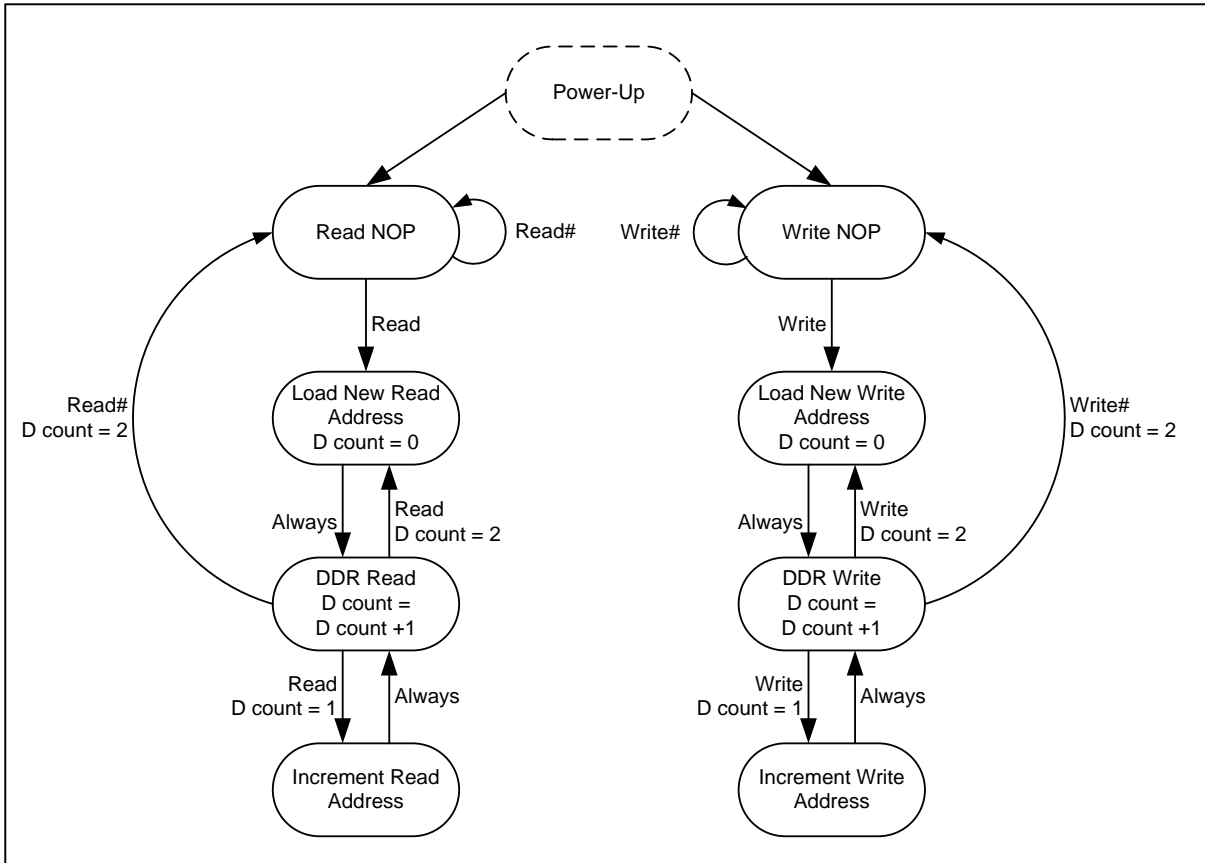 Power-Up
Read NOP
Read#
Write#
Write NOP
Read
Write
Load New Read
Address
D count = 0
Load New Write
Address
D count = 0
Read#
D count = 2
Write#
D count = 2
Always
Read
D count = 2
Always
Write
D count = 2
DDR Read
D count =
D count +1
DDR Write
D count =
D count +1
Read
D count = 1
Always
Write
D count = 1
Always
Increment Read
Address
Increment Write
Address